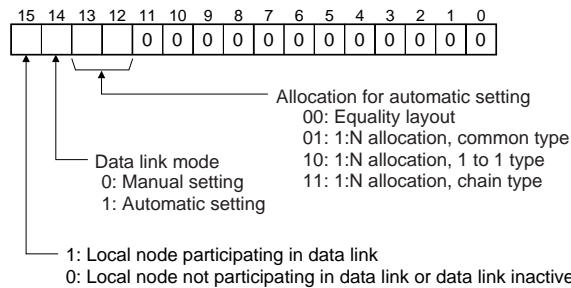 15 14 13 12 11 10 9 8 7 6 5 4 3 2 1 0
0 0 0 0 0 0 0 0 0 0 0 0
Allocation for automatic setting
00: Equality layout
01: 1:N allocation, common type
10: 1:N allocation, 1 to 1 type
11: 1:N allocation, chain type
Data link mode
0: Manual setting
1: Automatic setting
1: Local node participating in data link
0: Local node not participating in data link or data link inactive